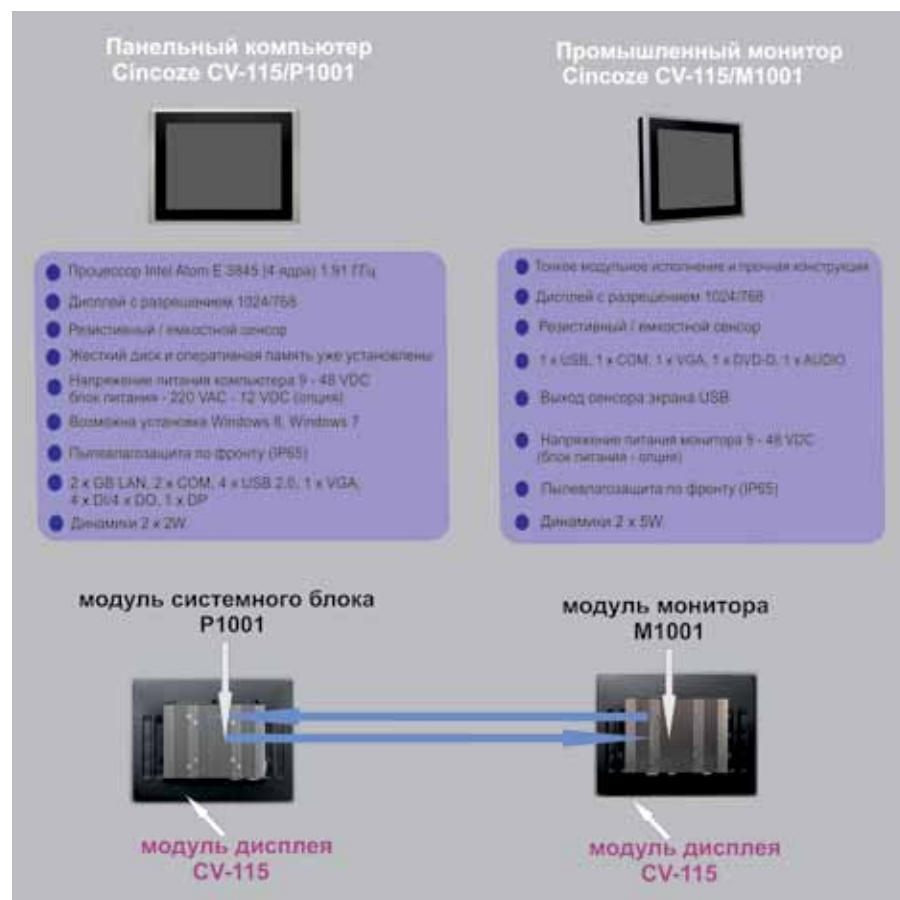 Панельный компьютер
Cincoze CV-115/P1001
Процессор Intel Atom E 3845 (4 ядра) 1.91 ГГц
Дисплей с разрешением 1024/768
Резистивный / емкостной сенсор
Жесткий диск и оперативная память уже установлены
Напряжение питания компьютера 9 - 48 VDC
блок питания - 220 VAC - 12 VDC (опция)
Возможна установка Windows 8, Windows 7
Пылевлагозащита по фронту (IP65)
2 x GB LAN, 2 x COM, 4 x USB 2.0, 1 x VGA,
4 x DI/4 x DO, 1 x DP
Динамики 2 x 2W
Промышленный монитор
Cincoze CV-115/M1001
Тонкое модульное исполнение и прочная конструкция
Дисплей с разрешением 1024/768
Резистивный / емкостной сенсор
1 x USB, 1 x COM, 1 x VGA, 1 x DVD-D, 1 x AUDIO
Выход сенсора экрана USB
Напряжение питания монитора 9 - 48 VDC
(блок питания - опция)
Пылевлагозащита по фронту (IP65)
Динамики 2 x 5W
модуль системного блока
P1001
модуль монитора
M1001
модуль дисплея
CV-115
модуль дисплея
CV-115